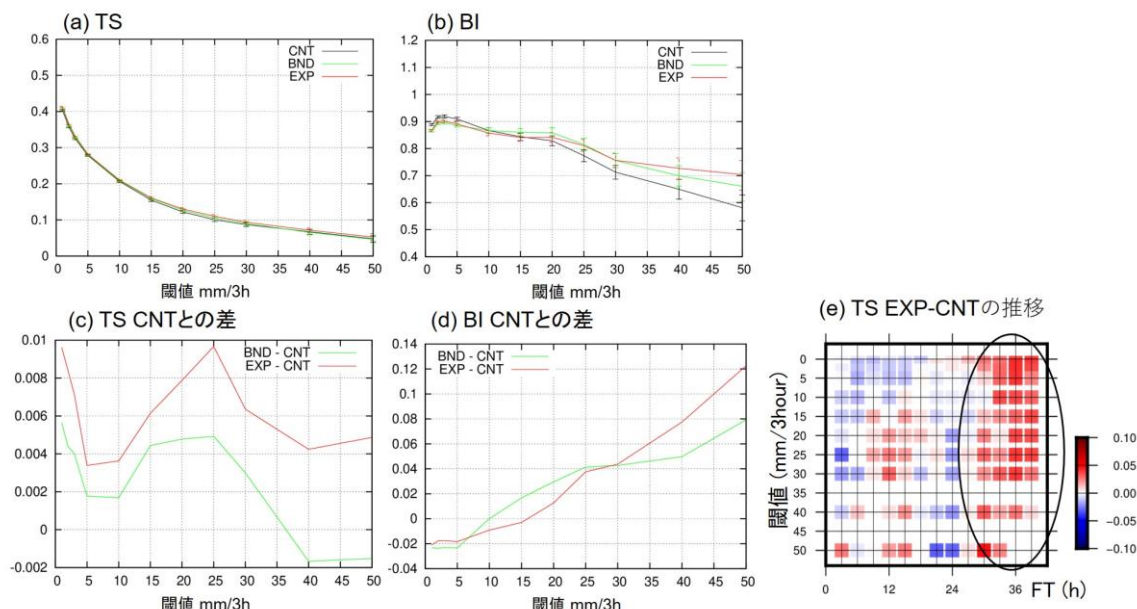 (a) TS
0.6
0.5
0.4
0.3
0.2
0.1
0
CNT
BND
EXP
0 5 10 15 20 25 30 35 40 45 50
閾値 mm/3h
(b) BI
1.2
1.1
1
0.9
0.8
0.7
0.6
0.5
0.4
CNT
BND
EXP
0 5 10 15 20 25 30 35 40 45 50
閾値 mm/3h
(c) TS CNTとの差
0.01
0.008
0.006
0.004
0.002
0
-0.002
BND - CNT
EXP - CNT
0 5 10 15 20 25 30 35 40 45 50
閾値 mm/3h
(d) BI CNTとの差
0.14
0.12
0.1
0.08
0.06
0.04
0.02
0
-0.02
-0.04
BND - CNT
EXP - CNT
0 5 10 15 20 25 30 35 40 45 50
閾値 mm/3h
(e) TS EXP-CNTの推移
閾値 (mm/3hour)
0
5
10
15
20
25
30
35
40
45
50
0 12 24 36
FT (h)
0.10
0.05
0.00
−0.05
−0.10